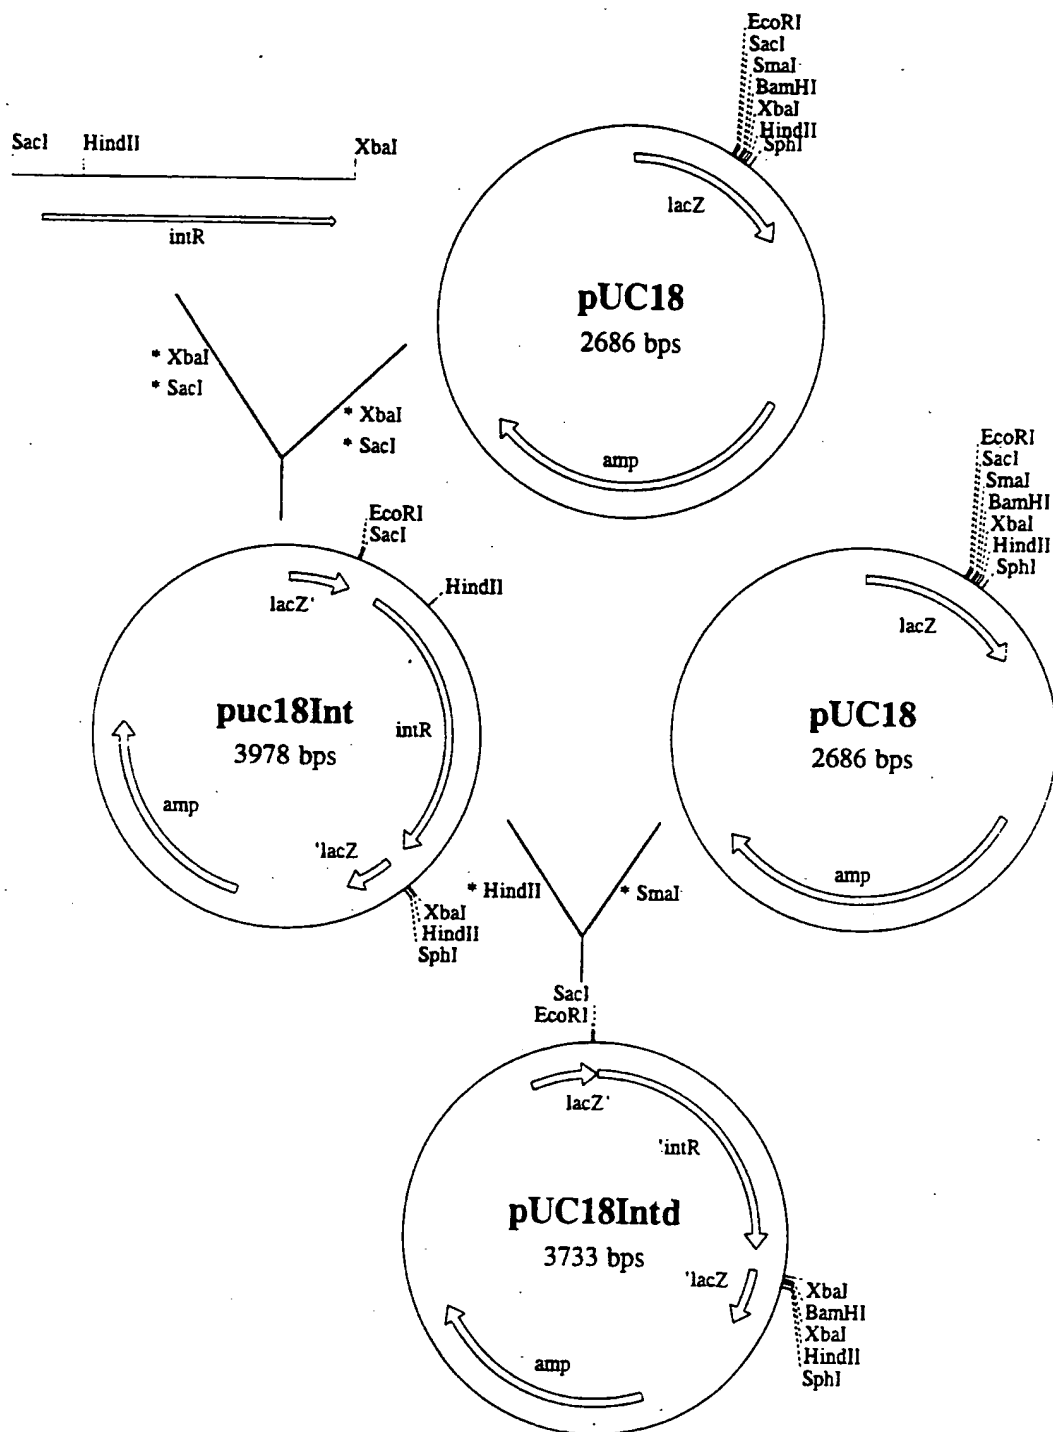 EcoRI
SacI
SmaI
BamHI
XbaI
HindII
SphI
lacZ
pUC18
2686 bps
amp
SacI
HindII
XbaI
intR
* XbaI
* SacI
* XbaI
* SacI
EcoRI
SacI
HindII
lacZ'
puc18Int
3978 bps
intR
amp
'lacZ
XbaI
HindII
SphI
EcoRI
SacI
SmaI
BamHI
XbaI
HindII
SphI
lacZ
pUC18
2686 bps
amp
* HindII
* SmaI
SacI
EcoRI
lacZ'
'intR
pUC18Intd
3733 bps
'lacZ
amp
XbaI
BamHI
XbaI
HindII
SphI